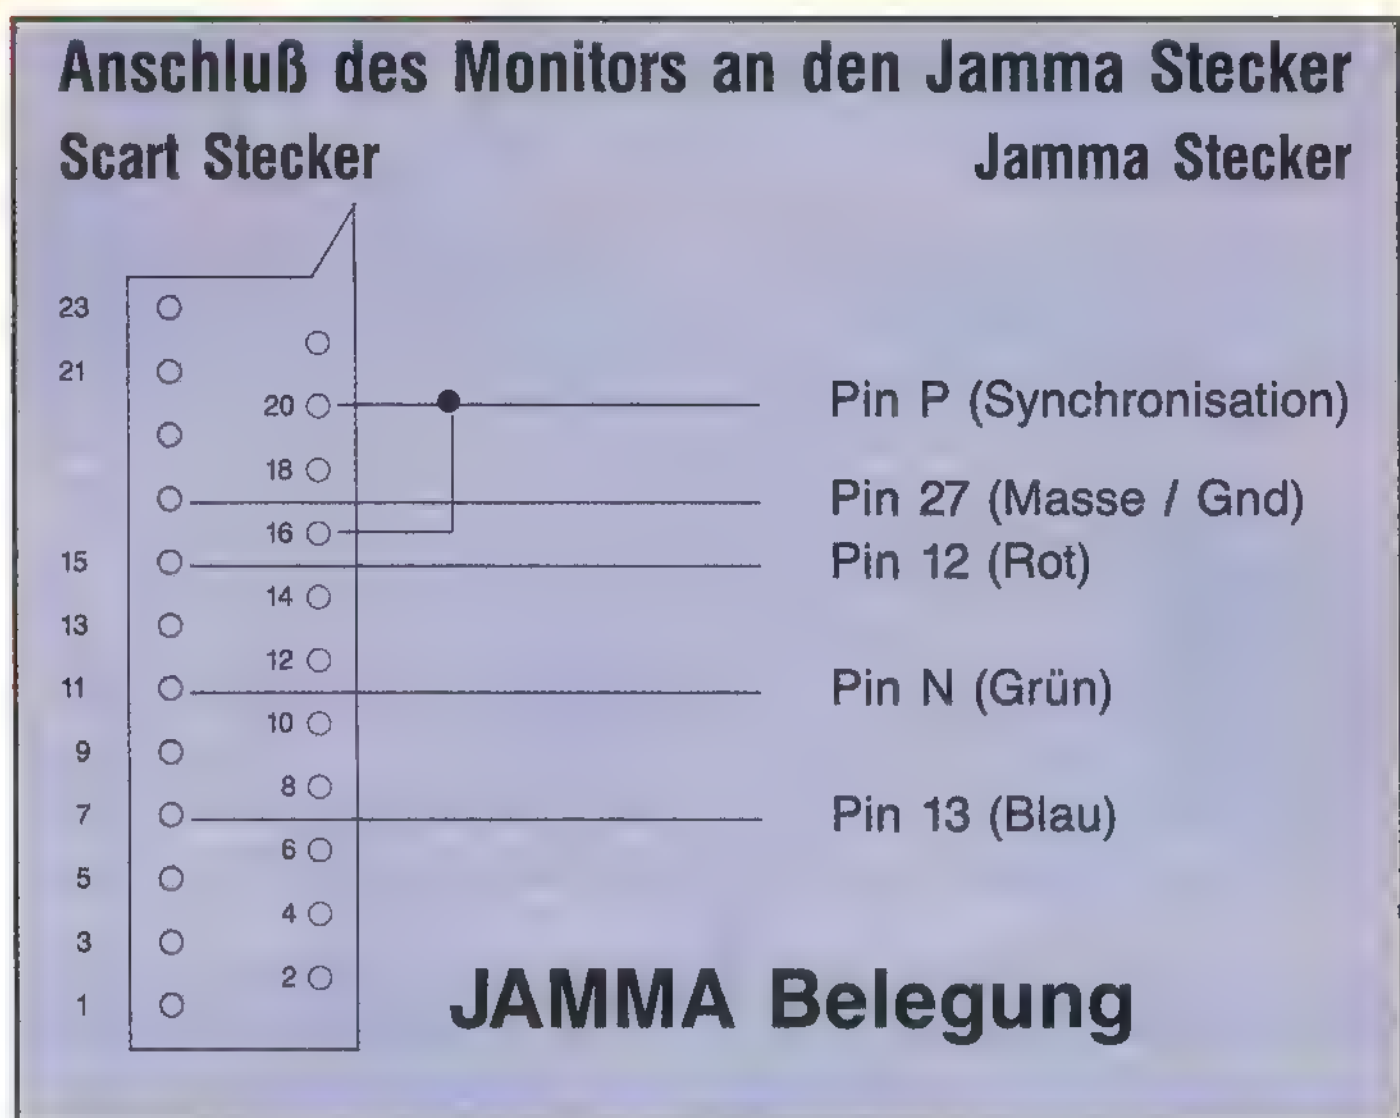 Anschluß des Monitors an den Jamma Stecker
Scart Stecker Jamma Stecker
23
21
20 Pin P (Synchronisation)
18
Pin 27 (Masse / Gnd)
16
15 Pin 12 (Rot)
14
13
12
11 Pin N (Grün)
10
9
8
7 Pin 13 (Blau)
6
5
4
3
2
1
JAMMA Belegung